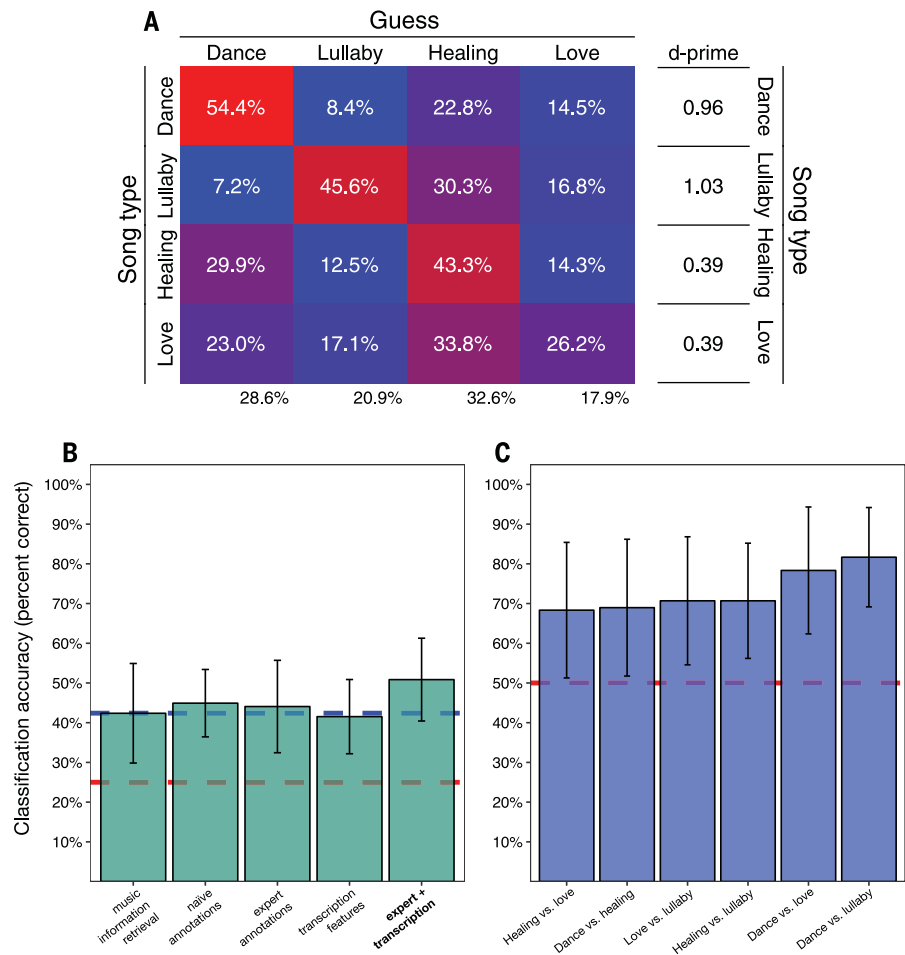 A
Guess
Dance Lullaby Healing Love d-prime
Song type
Dance 54.4% 8.4% 22.8% 14.5% 0.96 Dance
Lullaby 7.2% 45.6% 30.3% 16.8% 1.03 Lullaby
Healing 29.9% 12.5% 43.3% 14.3% 0.39 Healing
Love 23.0% 17.1% 33.8% 26.2% 0.39 Love
Song type
28.6% 20.9% 32.6% 17.9%
B
Classification accuracy (percent correct)
100%
90%
80%
70%
60%
50%
40%
30%
20%
10%
music
information
retrieval
naïve
annotations
expert
annotations
transcription
features
expert +
transcription
C
100%
90%
80%
70%
60%
50%
40%
30%
20%
10%
Healing vs. love
Dance vs. healing
Love vs. lullaby
Healing vs. lullaby
Dance vs. love
Dance vs. lullaby